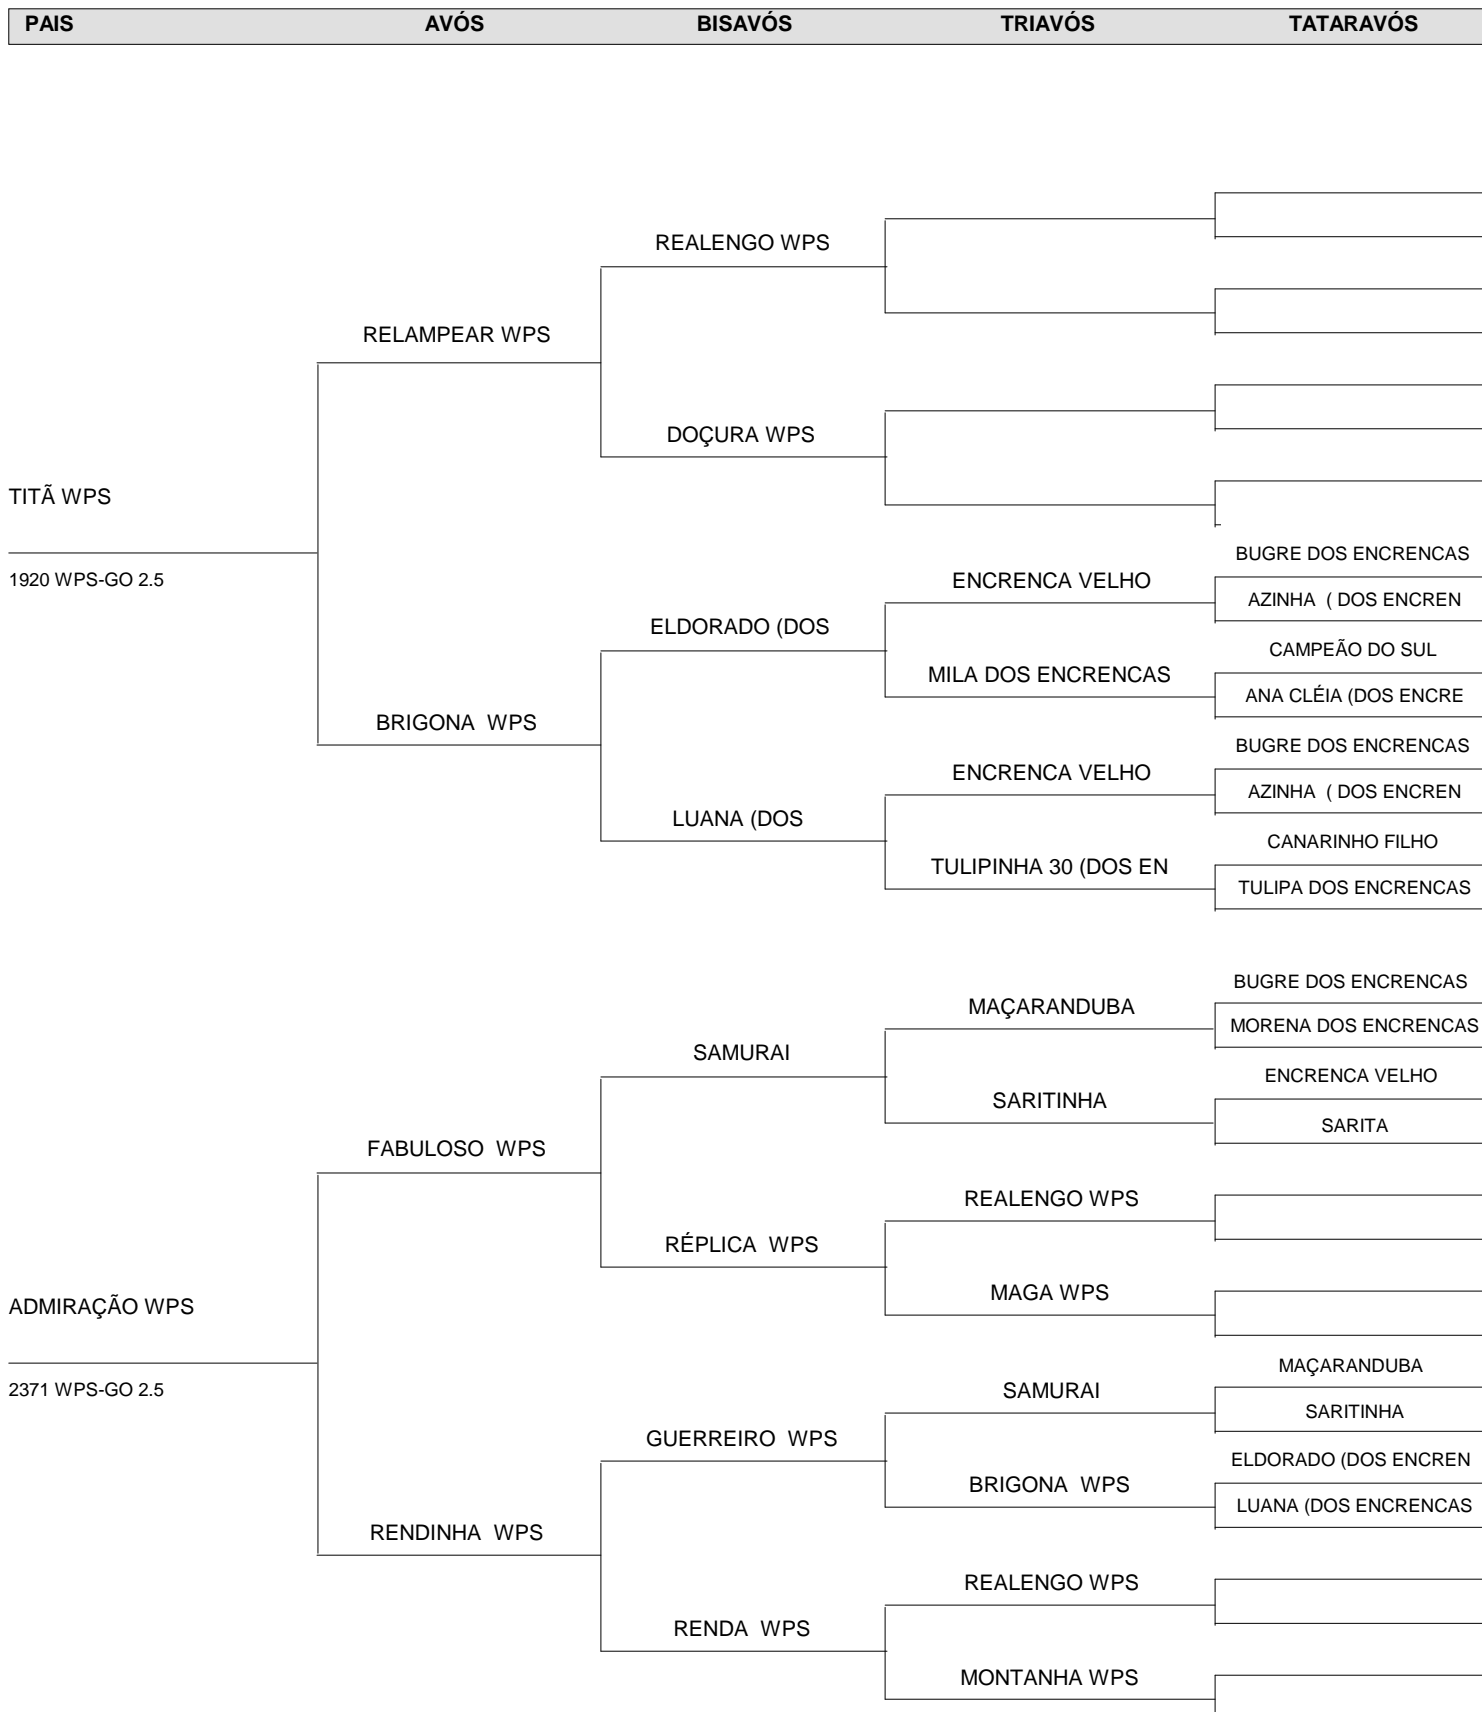 PAIS AVÓS BISAVÓS TRIAVÓS TATARAVÓS
REALENGO WPS
RELAMPEAR WPS
DOÇURA WPS
TITÃ WPS
1920 WPS-GO 2.5
BUGRE DOS ENCRENCAS
ENCRENCA VELHO
AZINHA ( DOS ENCREN
ELDORADO (DOS
CAMPEÃO DO SUL
MILA DOS ENCRENCAS
ANA CLÉIA (DOS ENCRE
BRIGONA WPS
BUGRE DOS ENCRENCAS
ENCRENCA VELHO
AZINHA ( DOS ENCREN
LUANA (DOS
CANARINHO FILHO
TULIPINHA 30 (DOS EN
TULIPA DOS ENCRENCAS
BUGRE DOS ENCRENCAS
MAÇARANDUBA
MORENA DOS ENCRENCAS
SAMURAI
ENCRENCA VELHO
SARITINHA
SARITA
FABULOSO WPS
REALENGO WPS
RÉPLICA WPS
MAGA WPS
ADMIRAÇÃO WPS
2371 WPS-GO 2.5
MAÇARANDUBA
SAMURAI
SARITINHA
GUERREIRO WPS
ELDORADO (DOS ENCREN
BRIGONA WPS
LUANA (DOS ENCRENCAS
RENDINHA WPS
REALENGO WPS
RENDA WPS
MONTANHA WPS